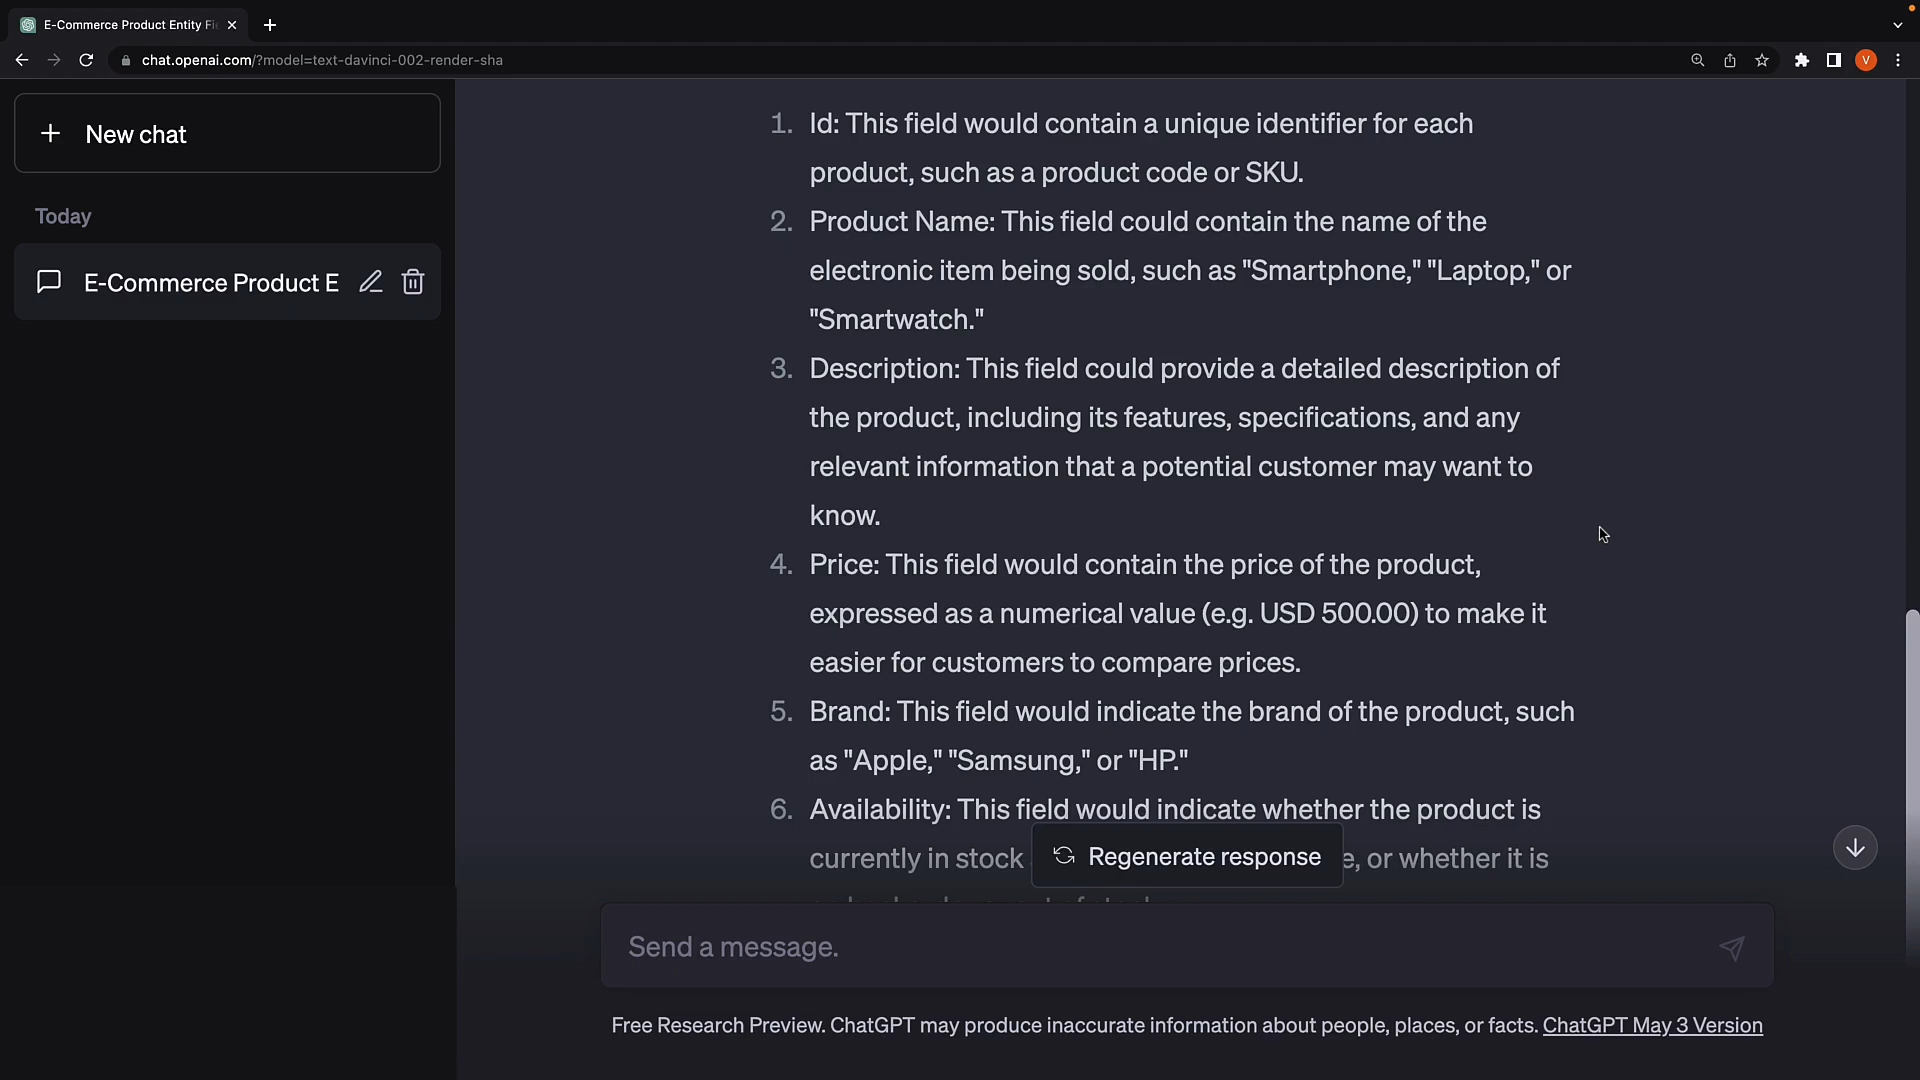 E-Commerce Product Entity Fi
chat.openai.com/?model=text-davinci-002-render-sha
V
New chat
Today
E-Commerce Product E
1. Id: This field would contain a unique identifier for each
product, such as a product code or SKU.
2. Product Name: This field could contain the name of the
electronic item being sold, such as "Smartphone," "Laptop," or
"Smartwatch."
3. Description: This field could provide a detailed description of
the product, including its features, specifications, and any
relevant information that a potential customer may want to
know.
4. Price: This field would contain the price of the product,
expressed as a numerical value (e.g. USD 500.00) to make it
easier for customers to compare prices.
5. Brand: This field would indicate the brand of the product, such
as "Apple," "Samsung," or "HP."
6. Availability: This field would indicate whether the product is
currently in stock e, or whether it is
Regenerate response
Send a message.
Free Research Preview. ChatGPT may produce inaccurate information about people, places, or facts. ChatGPT May 3 Version